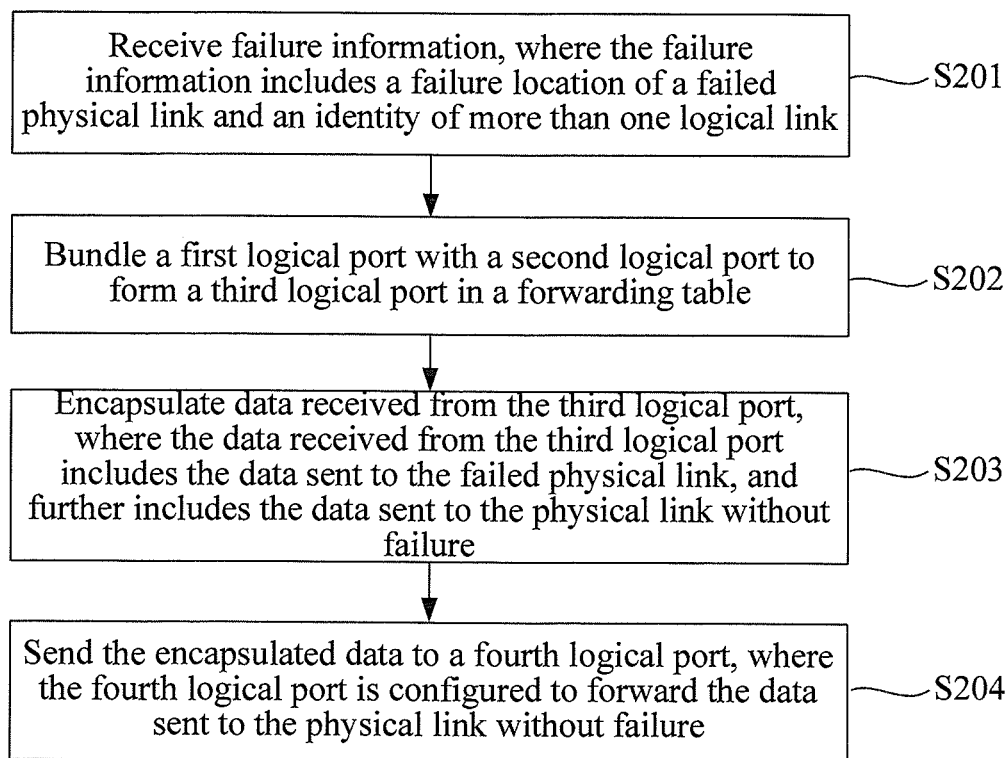 Receive failure information, where the failure
information includes a failure location of a failed
physical link and an identity of more than one logical link
S201
Bundle a first logical port with a second logical port to
form a third logical port in a forwarding table
S202
Encapsulate data received from the third logical port,
where the data received from the third logical port
includes the data sent to the failed physical link, and
further includes the data sent to the physical link without
failure
S203
Send the encapsulated data to a fourth logical port, where
the fourth logical port is configured to forward the data
sent to the physical link without failure
S204